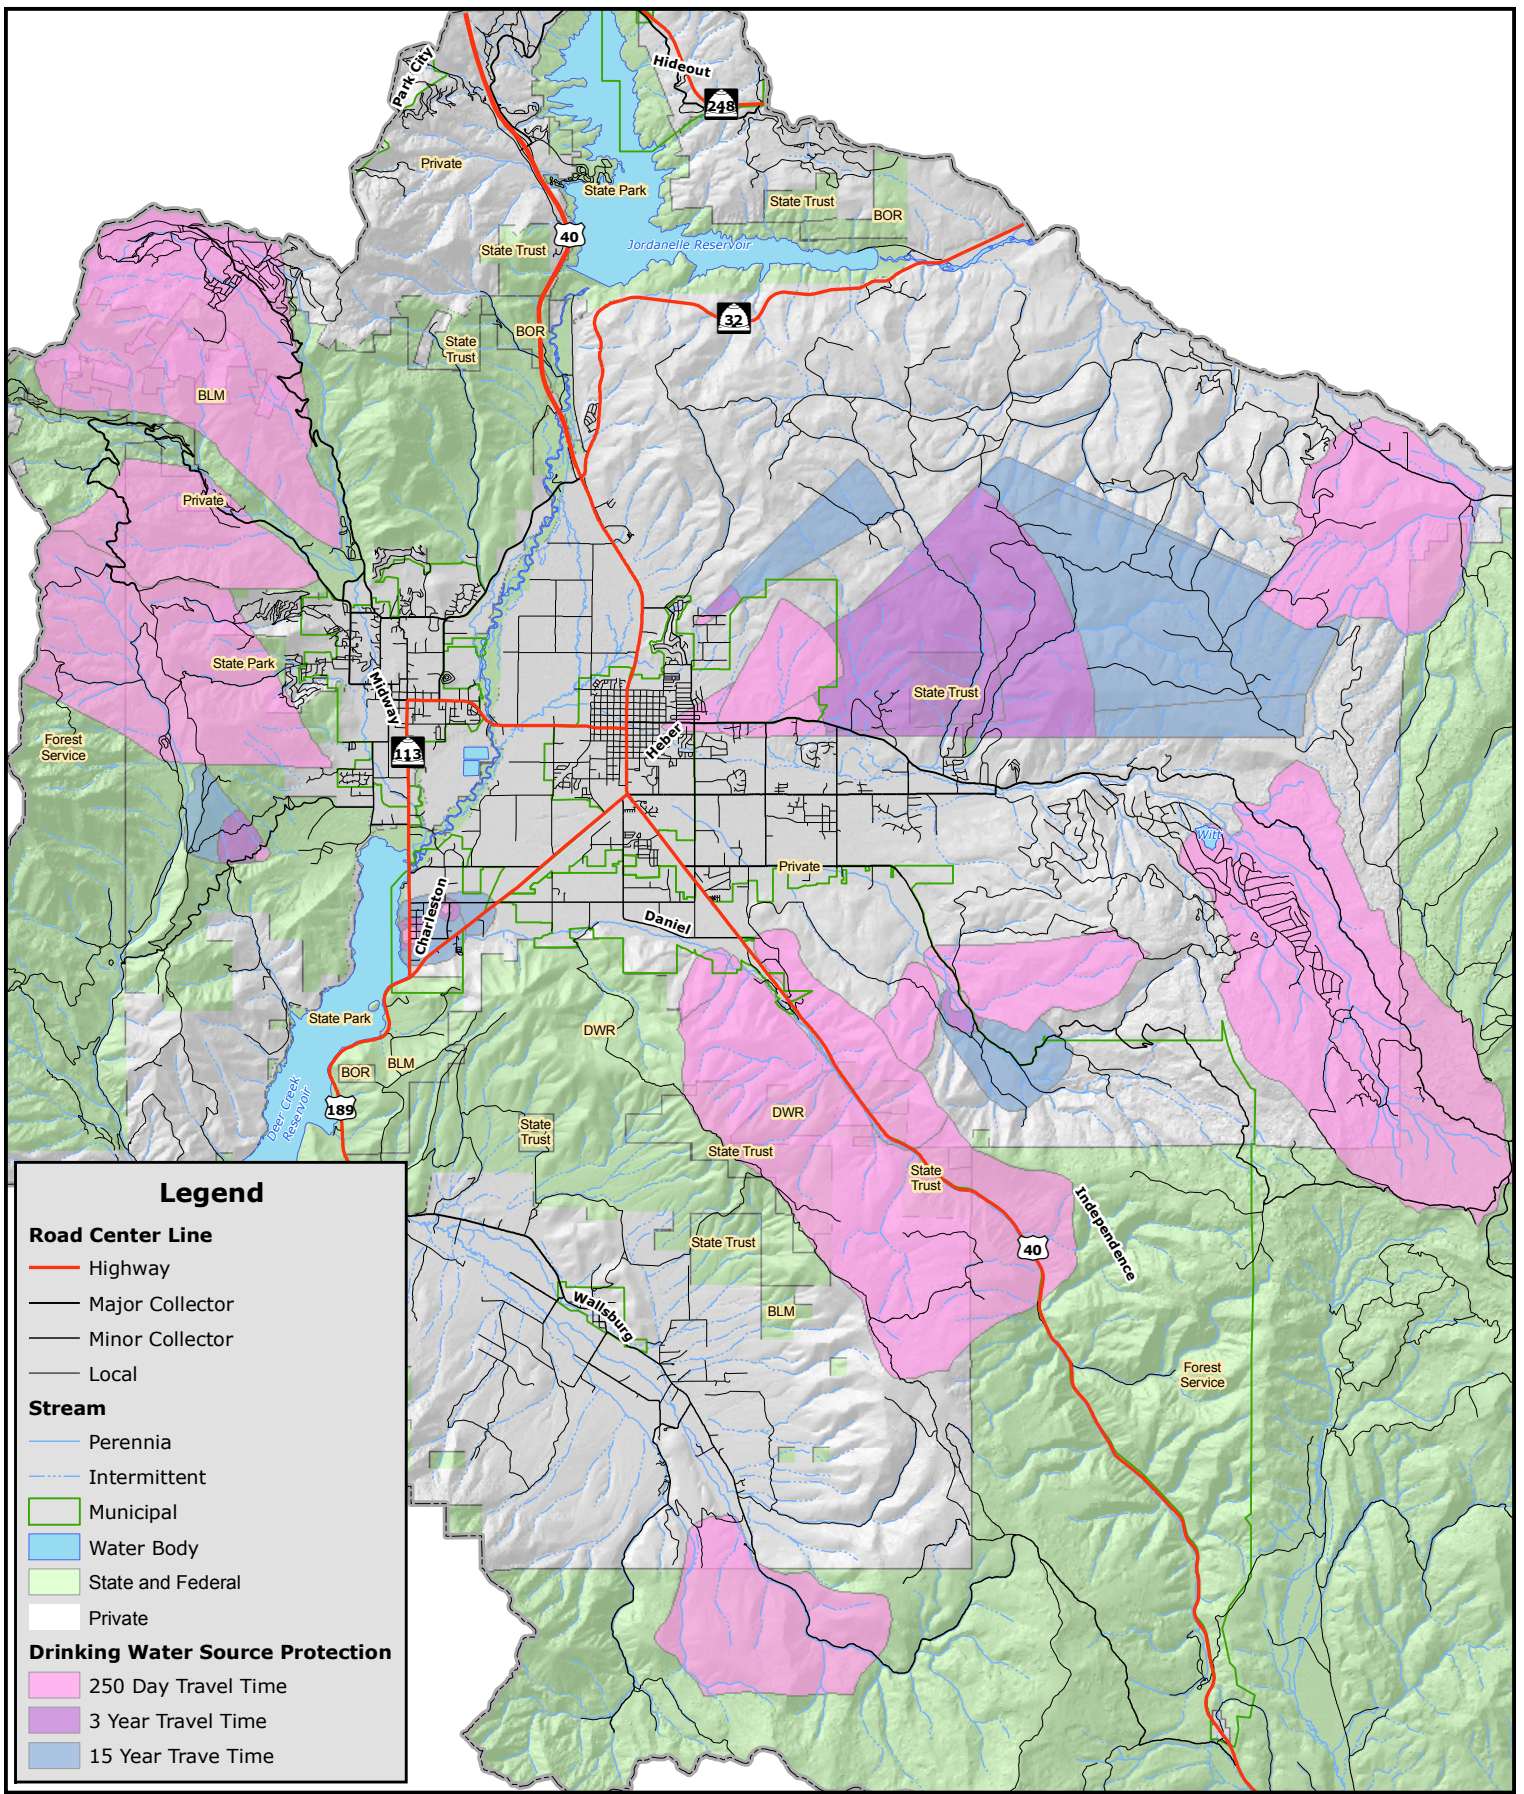 Park City
Hideout
248
Private
State Park
State Trust
BOR
40
State Trust
Jordanelle Reservoir
32
BOR
State
Trust
BLM
Private
State Park
Midway
State Trust
Forest
Service
113
Heber
Witt
Private
Charleston
Daniel
State Park
DWR
BLM
BOR
Deer Creek
Reservoir
189
DWR
State
Trust
State Trust
State
Trust
Independence
State Trust
40
Wallsburg
BLM
Forest
Service
Legend
Road Center Line
Highway
Major Collector
Minor Collector
Local
Stream
Perennia
Intermittent
Municipal
Water Body
State and Federal
Private
Drinking Water Source Protection
250 Day Travel Time
3 Year Travel Time
15 Year Trave Time